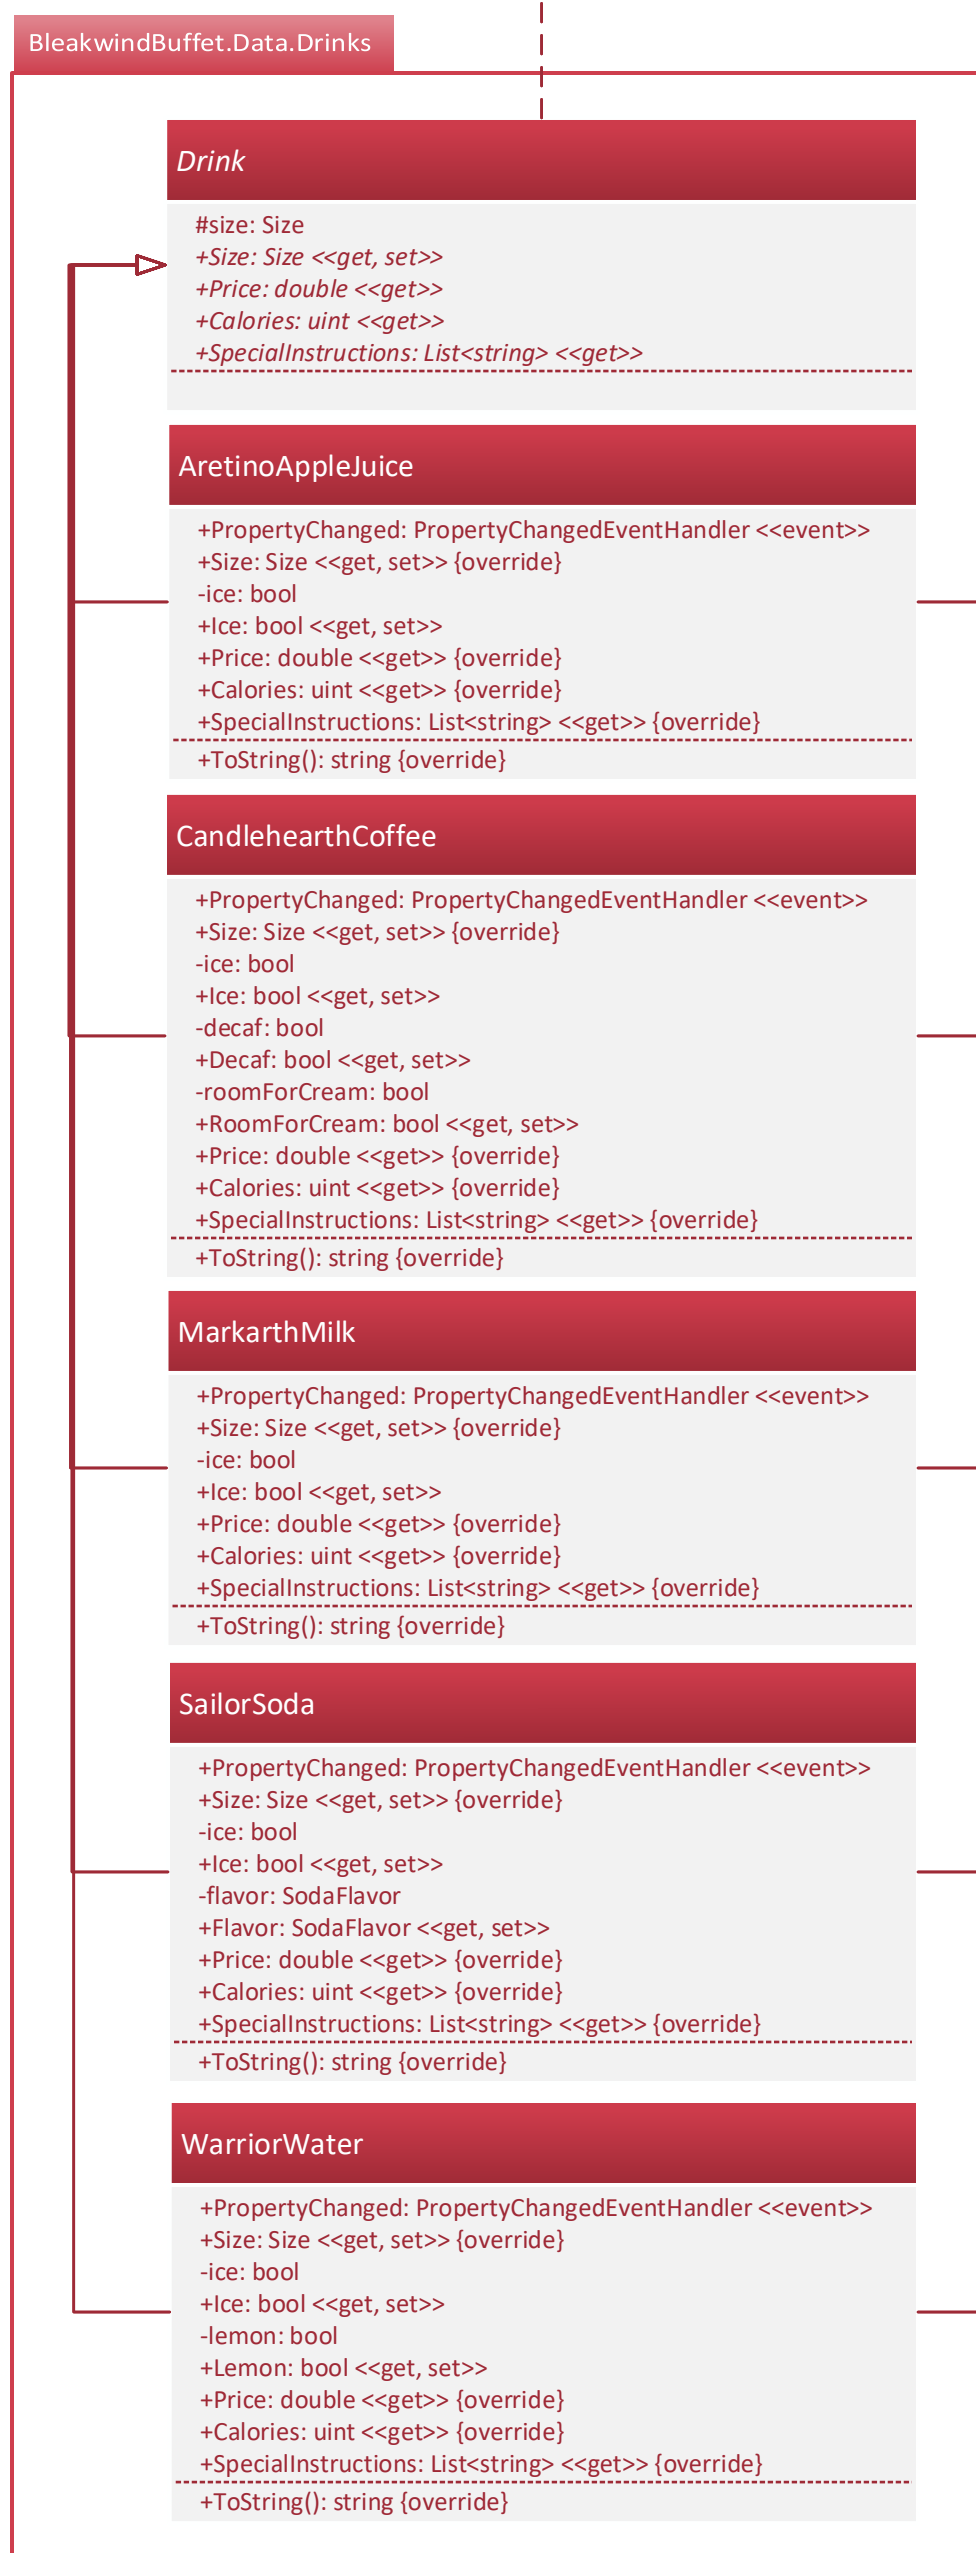 BleakwindBuffet.Data.Drinks
Drink
#size: Size
+Size: Size <<get, set>>
+Price: double <<get>>
+Calories: uint <<get>>
+SpecialInstructions: List<string> <<get>>
AretinoAppleJuice
+PropertyChanged: PropertyChangedEventHandler <<event>>
+Size: Size <<get, set>> {override}
-ice: bool
+Ice: bool <<get, set>>
+Price: double <<get>> {override}
+Calories: uint <<get>> {override}
+SpecialInstructions: List<string> <<get>> {override}
+ToString(): string {override}
CandlehearthCoffee
+PropertyChanged: PropertyChangedEventHandler <<event>>
+Size: Size <<get, set>> {override}
-ice: bool
+Ice: bool <<get, set>>
-decaf: bool
+Decaf: bool <<get, set>>
-roomForCream: bool
+RoomForCream: bool <<get, set>>
+Price: double <<get>> {override}
+Calories: uint <<get>> {override}
+SpecialInstructions: List<string> <<get>> {override}
+ToString(): string {override}
MarkarthMilk
+PropertyChanged: PropertyChangedEventHandler <<event>>
+Size: Size <<get, set>> {override}
-ice: bool
+Ice: bool <<get, set>>
+Price: double <<get>> {override}
+Calories: uint <<get>> {override}
+SpecialInstructions: List<string> <<get>> {override}
+ToString(): string {override}
SailorSoda
+PropertyChanged: PropertyChangedEventHandler <<event>>
+Size: Size <<get, set>> {override}
-ice: bool
+Ice: bool <<get, set>>
-flavor: SodaFlavor
+Flavor: SodaFlavor <<get, set>>
+Price: double <<get>> {override}
+Calories: uint <<get>> {override}
+SpecialInstructions: List<string> <<get>> {override}
+ToString(): string {override}
WarriorWater
+PropertyChanged: PropertyChangedEventHandler <<event>>
+Size: Size <<get, set>> {override}
-ice: bool
+Ice: bool <<get, set>>
-lemon: bool
+Lemon: bool <<get, set>>
+Price: double <<get>> {override}
+Calories: uint <<get>> {override}
+SpecialInstructions: List<string> <<get>> {override}
+ToString(): string {override}